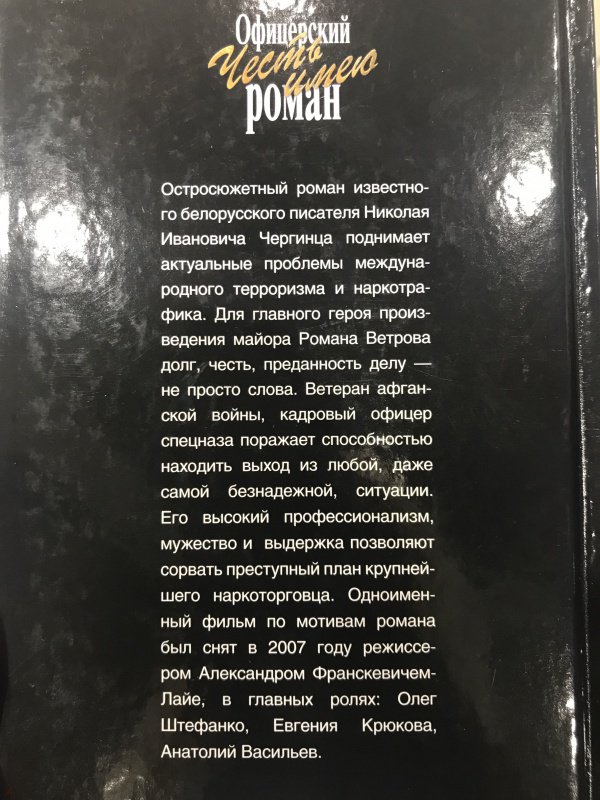 Офицерский
Честь имею
роман
Остросюжетный роман известно-
го белорусского писателя Николая
Ивановича Чергинца поднимает
актуальные проблемы междуна-
родного терроризма и наркотра-
фика. Для главного героя произ-
ведения майора Романа Ветрова
долг, честь, преданность делу —
не просто слова. Ветеран афган-
ской войны, кадровый офицер
спецназа поражает способностью
находить выход из любой, даже
самой безнадежной, ситуации.
Его высокий профессионализм,
мужество и выдержка позволяют
сорвать преступный план крупней-
шего наркоторговца. Одноимен-
ный фильм по мотивам романа
был снят в 2007 году режиссе-
ром Александром Франскевичем-
Лайе, в главных ролях: Олег
Штефанко, Евгения Крюкова,
Анатолий Васильев.